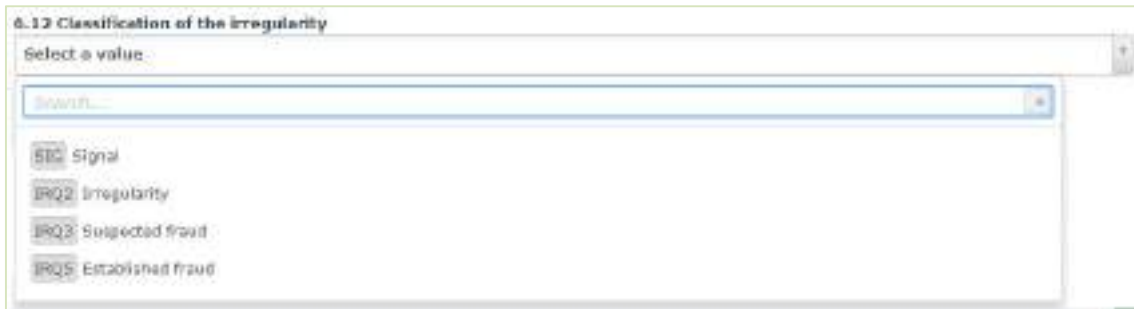 6.12 Classification of the irregularity
Select a value
Search...
SIG Signal
IRQ2 Irregularity
IRQ3 Suspected fraud
IRQ5 Established fraud